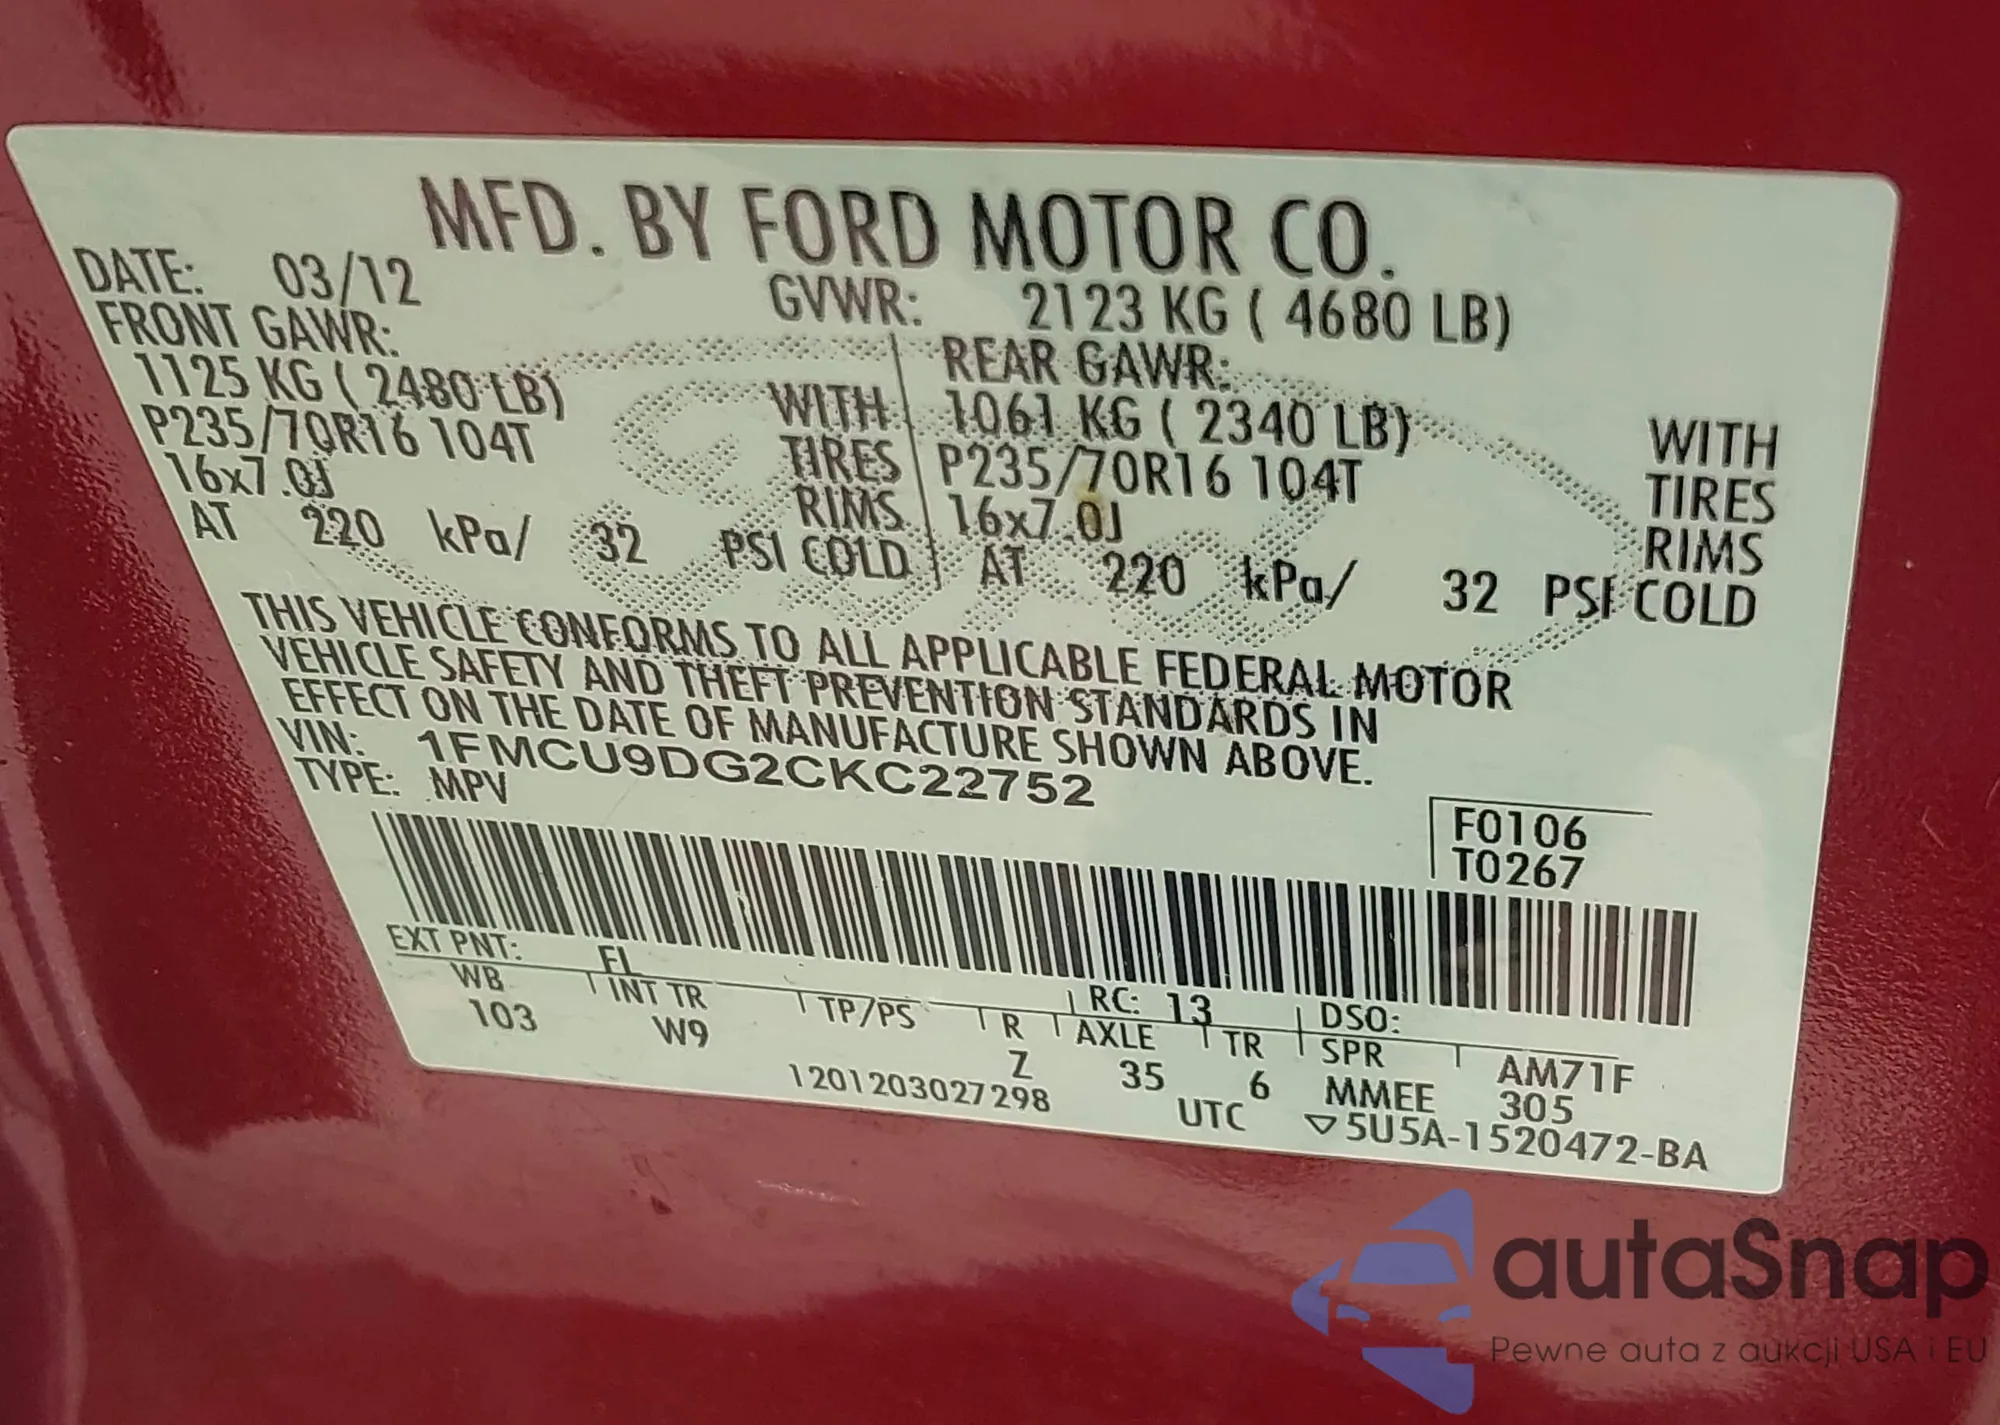 MFD. BY FORD MOTOR CO.
DATE: 03/12 GVWR: 2123 KG ( 4680 LB)
FRONT GAWR: REAR GAWR:
1125 KG ( 2480 LB) WITH 1061 KG ( 2340 LB) WITH
P235/70R16 104T TIRES P235/70R16 104T TIRES
16x7.0J RIMS 16x7.0J RIMS
AT 220 kPa/ 32 PSI COLD AT 220 kPa/ 32 PSI COLD
THIS VEHICLE CONFORMS TO ALL APPLICABLE FEDERAL MOTOR
VEHICLE SAFETY AND THEFT PREVENTION STANDARDS IN
EFFECT ON THE DATE OF MANUFACTURE SHOWN ABOVE.
VIN: 1FMCU9DG2CKC22752
TYPE: MPV
F0106
T0267
EXT PNT: FL RC: 13 DSO:
WB INT TR TP/PS R AXLE TR SPR AM71F
103 W9 Z 35 6 MMEE 305
1201203027298 UTC ▽5U5A-1520472-BA
autaSnap
Pewne auta z aukcji USA i EU